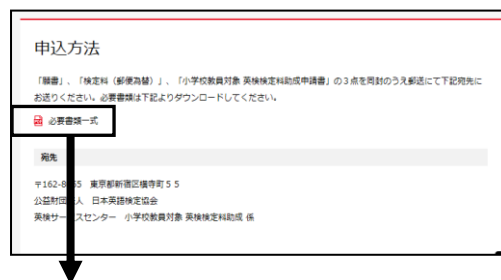 申込方法
「願書」、「検定料（郵便為替）」、「小学校教員対象 英検検定料助成申請書」の3点を同封のうえ郵送にて下記宛先に
お送りください。必要書類は下記よりダウンロードしてください。
必要書類一式
宛先
〒162-8 55 東京都新宿区横寺町５５
公益財団 人 日本英語検定協会
英検サー スセンター 小学校教員対象 英検検定料助成 係